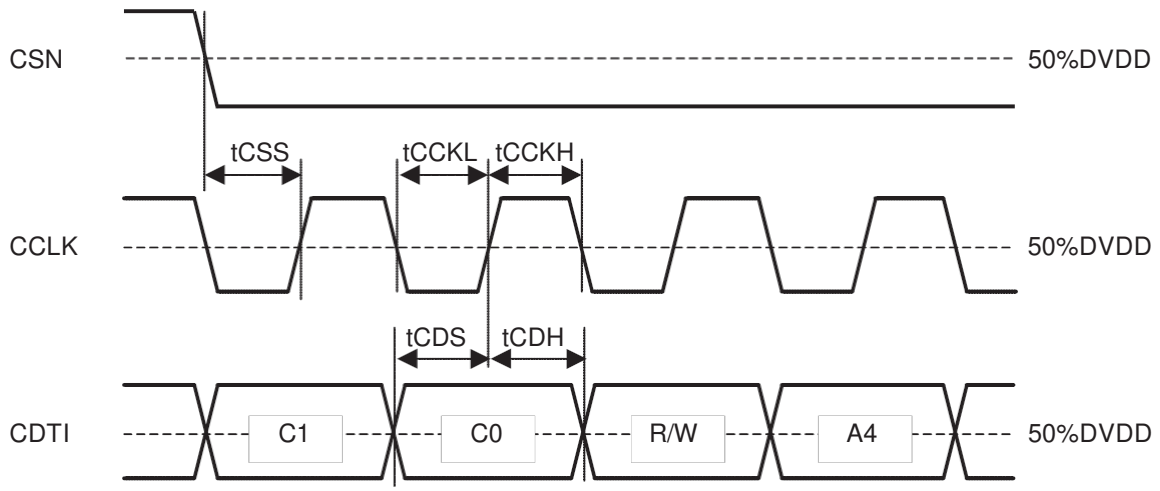 CSN
50%DVDD
tCSS
tCCKL
tCCKH
CCLK
50%DVDD
tCDS
tCDH
CDTI
C1
C0
R/W
A4
50%DVDD